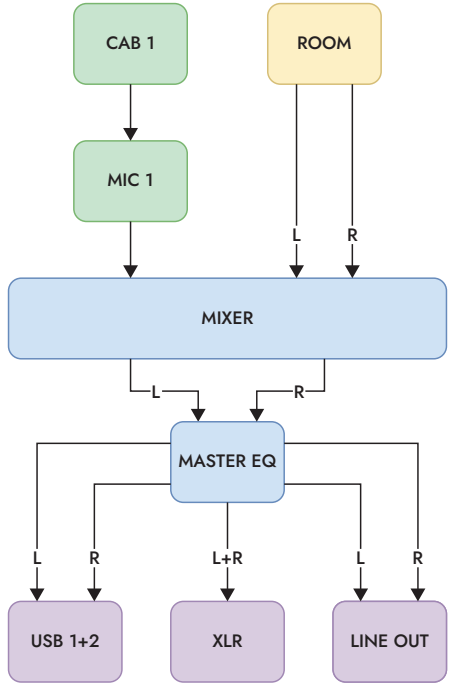 CAB 1
ROOM
MIC 1
L
R
MIXER
L
R
MASTER EQ
L
R
L+R
L
R
USB 1+2
XLR
LINE OUT